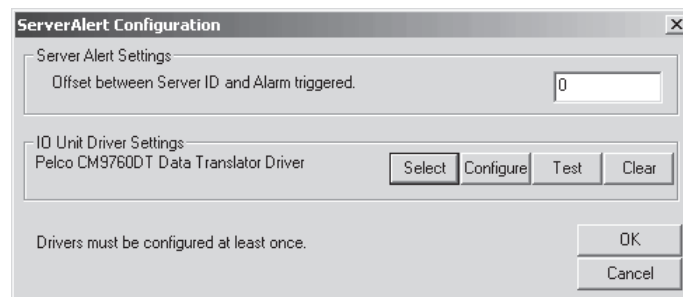 ServerAlert Configuration
Server Alert Settings
Offset between Server ID and Alarm triggered.
0
IO Unit Driver Settings
Pelco CM9760DT Data Translator Driver
Select Configure Test Clear
Drivers must be configured at least once.
OK
Cancel